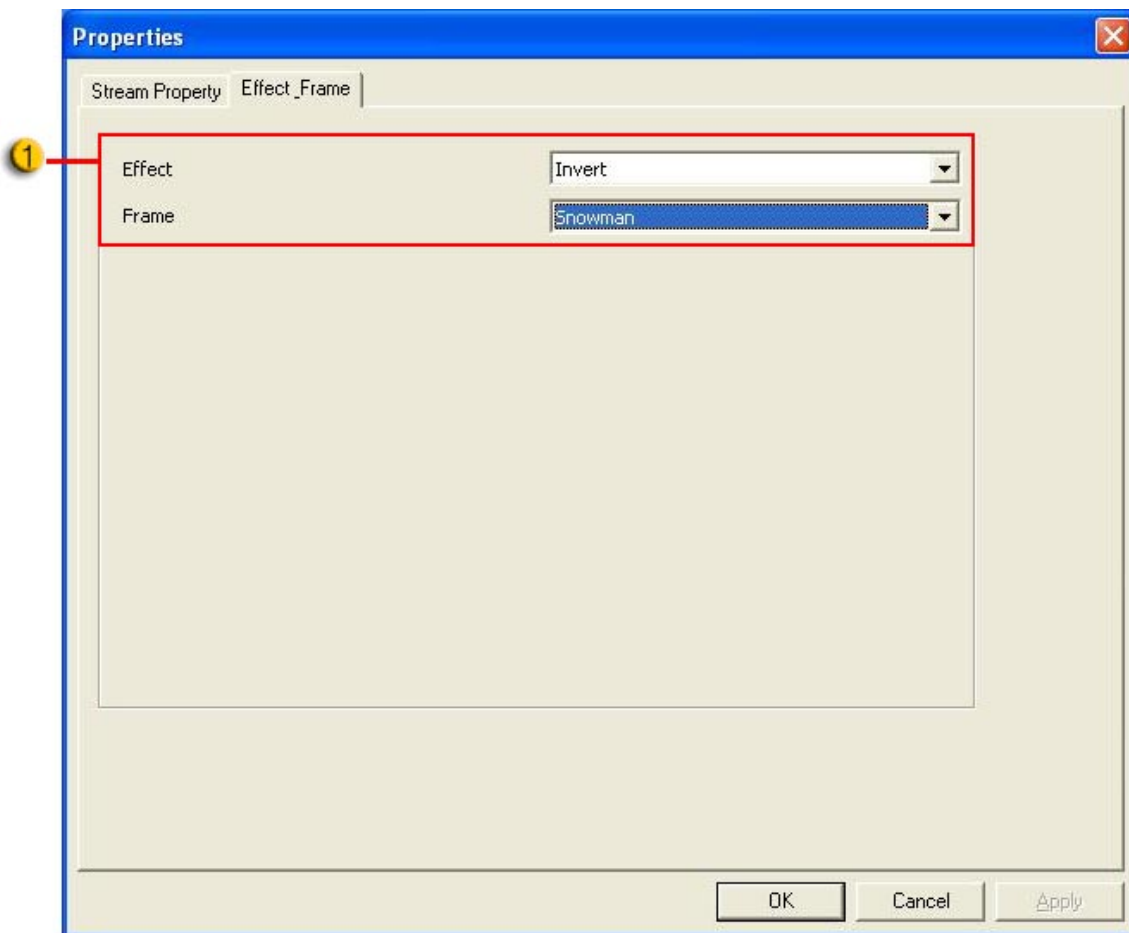 Properties
Stream Property Effect_Frame
1
Effect Invert
Frame Snowman
OK Cancel Apply